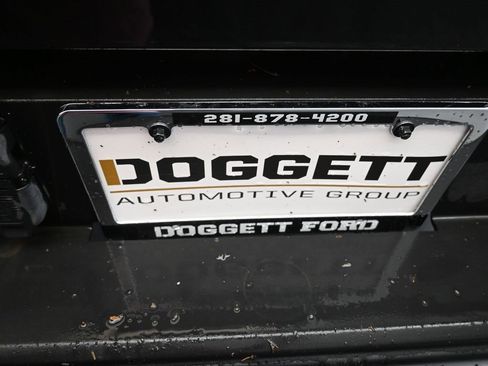 281-878-4200
DOGGETT
AUTOMOTIVE GROUP
DOGGETT FORD